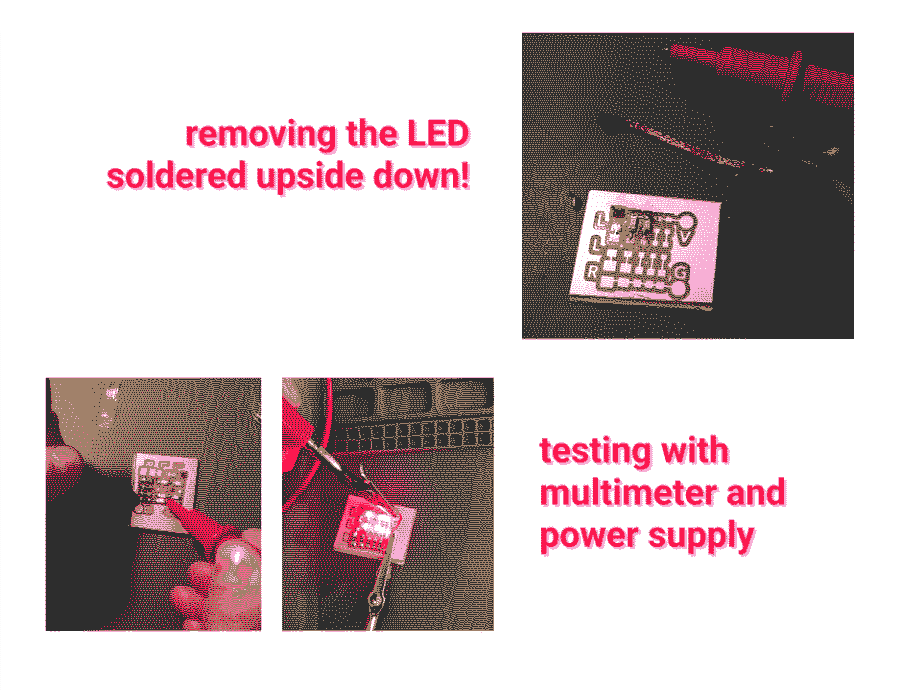 removing the LED
soldered upside down!
L V
L
R G
testing with
multimeter and
power supply